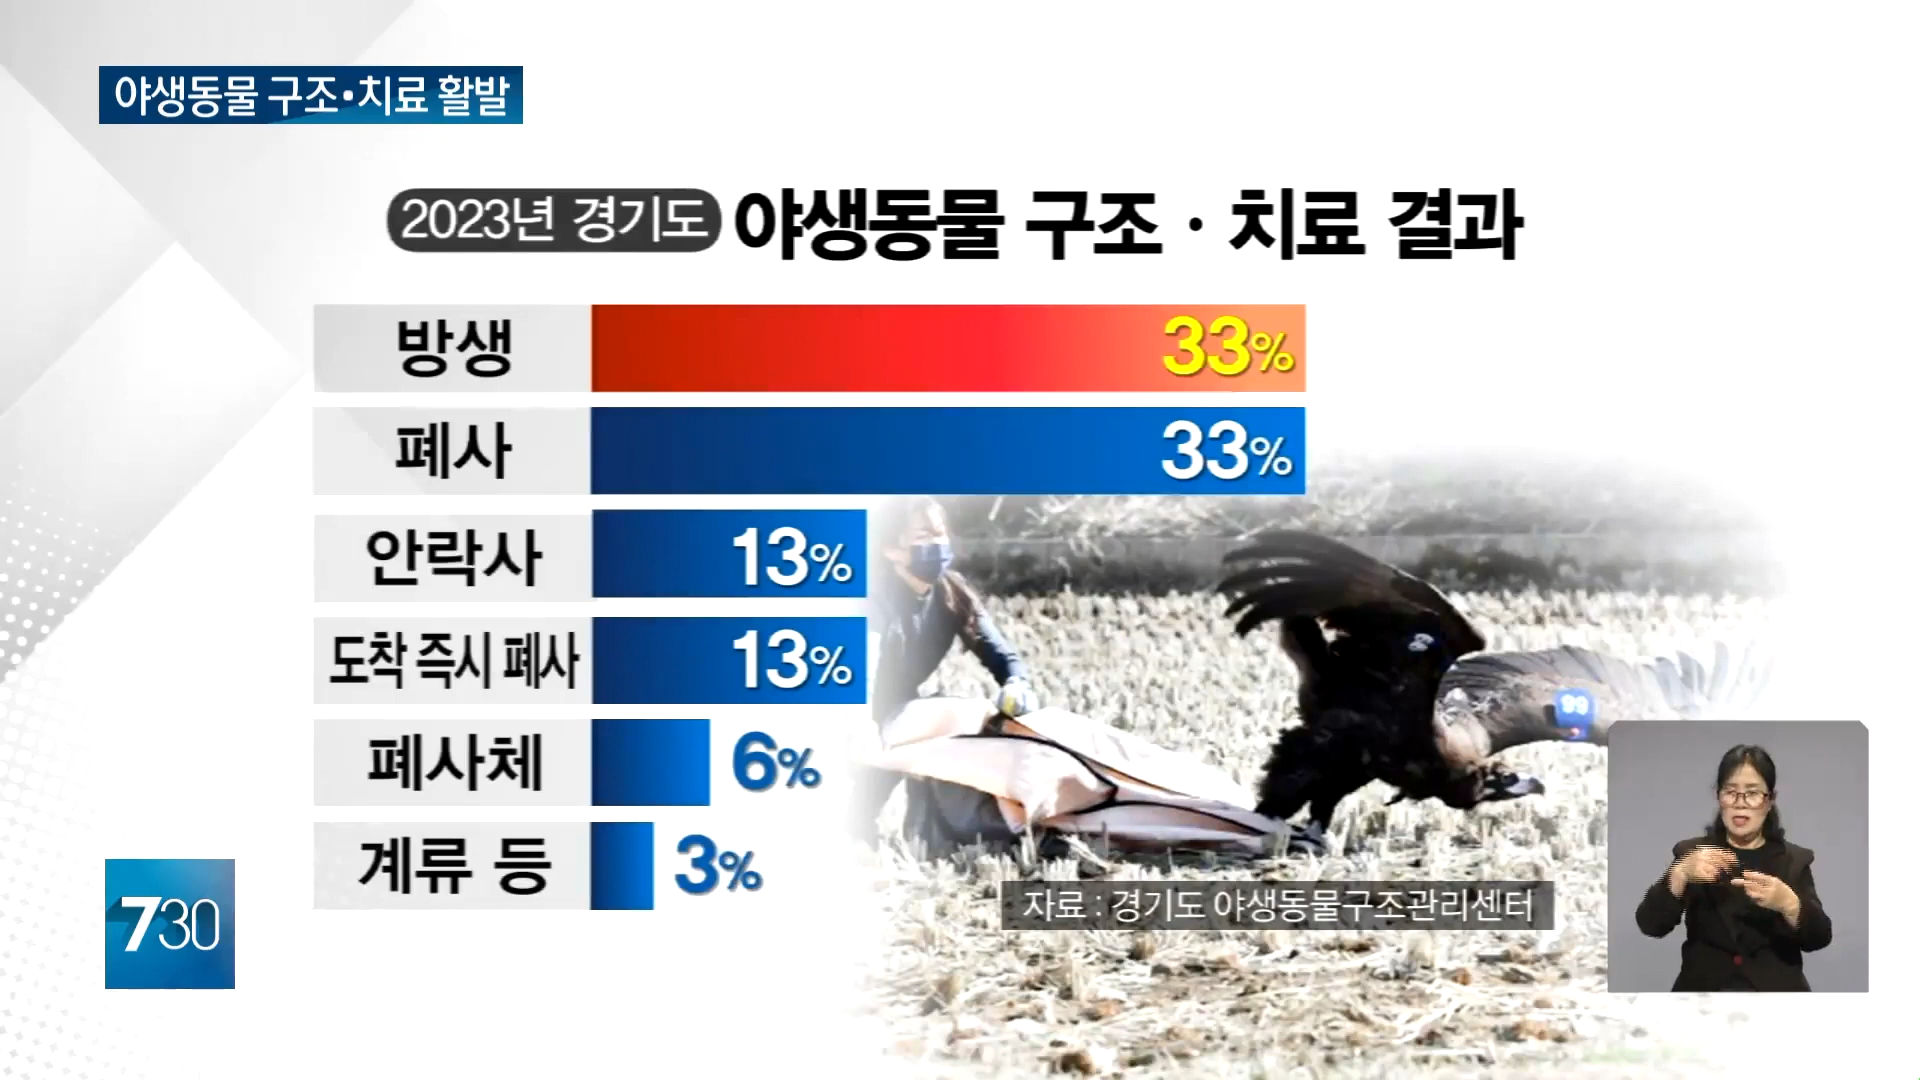 야생동물 구조·치료 활발
2023년 경기도 야생동물 구조 · 치료 결과
방생 33%
폐사 33%
안락사 13%
도착 즉시 폐사 13%
폐사체 6%
계류 등 3%
99
자료 : 경기도 야생동물구조관리센터
730